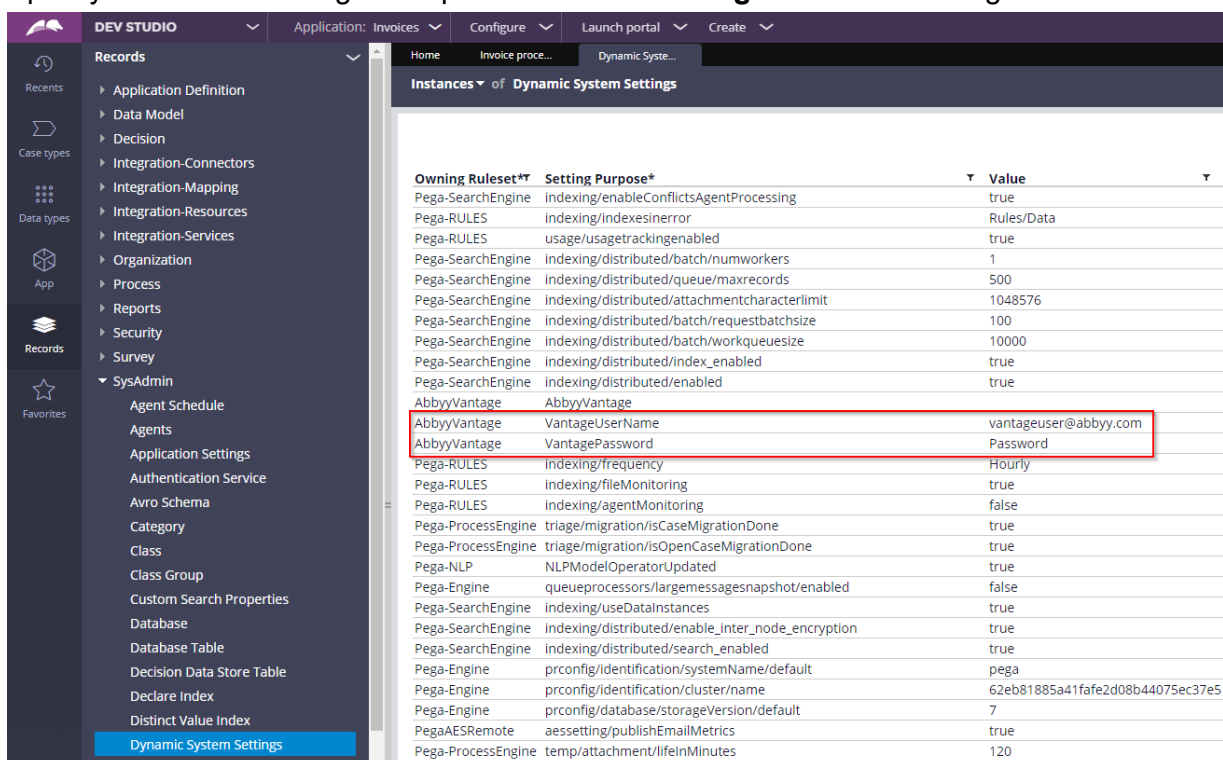 DEV STUDIO Application: Invoices Configure Launch portal Create
Recents
Case types
Data types
App
Records
Favorites
Records
Application Definition
Data Model
Decision
Integration-Connectors
Integration-Mapping
Integration-Resources
Integration-Services
Organization
Process
Reports
Security
Survey
SysAdmin
Agent Schedule
Agents
Application Settings
Authentication Service
Avro Schema
Category
Class
Class Group
Custom Search Properties
Database
Database Table
Decision Data Store Table
Declare Index
Distinct Value Index
Dynamic System Settings
Home Invoice proce... Dynamic Syste...
Instances of Dynamic System Settings
Owning Ruleset* Setting Purpose* Value
Pega-SearchEngine indexing/enableConflictsAgentProcessing true
Pega-RULES indexing/indexesinerror Rules/Data
Pega-RULES usage/usagetrackingenabled true
Pega-SearchEngine indexing/distributed/batch/numworkers 1
Pega-SearchEngine indexing/distributed/queue/maxrecords 500
Pega-SearchEngine indexing/distributed/attachmentcharacterlimit 1048576
Pega-SearchEngine indexing/distributed/batch/requestbatchsize 100
Pega-SearchEngine indexing/distributed/batch/workqueuesize 10000
Pega-SearchEngine indexing/distributed/index_enabled true
Pega-SearchEngine indexing/distributed/enabled true
AbbyyVantage AbbyyVantage
AbbyyVantage VantageUserName vantageuser@abbyy.com
AbbyyVantage VantagePassword Password
Pega-RULES indexing/frequency Hourly
Pega-RULES indexing/fileMonitoring true
Pega-RULES indexing/agentMonitoring false
Pega-ProcessEngine triage/migration/isCaseMigrationDone true
Pega-ProcessEngine triage/migration/isOpenCaseMigrationDone true
Pega-NLP NLPModelOperatorUpdated true
Pega-Engine queueprocessors/largemessagesnapshot/enabled false
Pega-SearchEngine indexing/useDataInstances true
Pega-SearchEngine indexing/distributed/enable_inter_node_encryption true
Pega-SearchEngine indexing/distributed/search_enabled true
Pega-Engine prconfig/identification/systemName/default pega
Pega-Engine prconfig/identification/cluster/name 62eb81885a41fafe2d08b44075ec37e5
Pega-Engine prconfig/database/storageVersion/default 7
PegaAESRemote aessetting/publishEmailMetrics true
Pega-ProcessEngine temp/attachment/lifeInMinutes 120